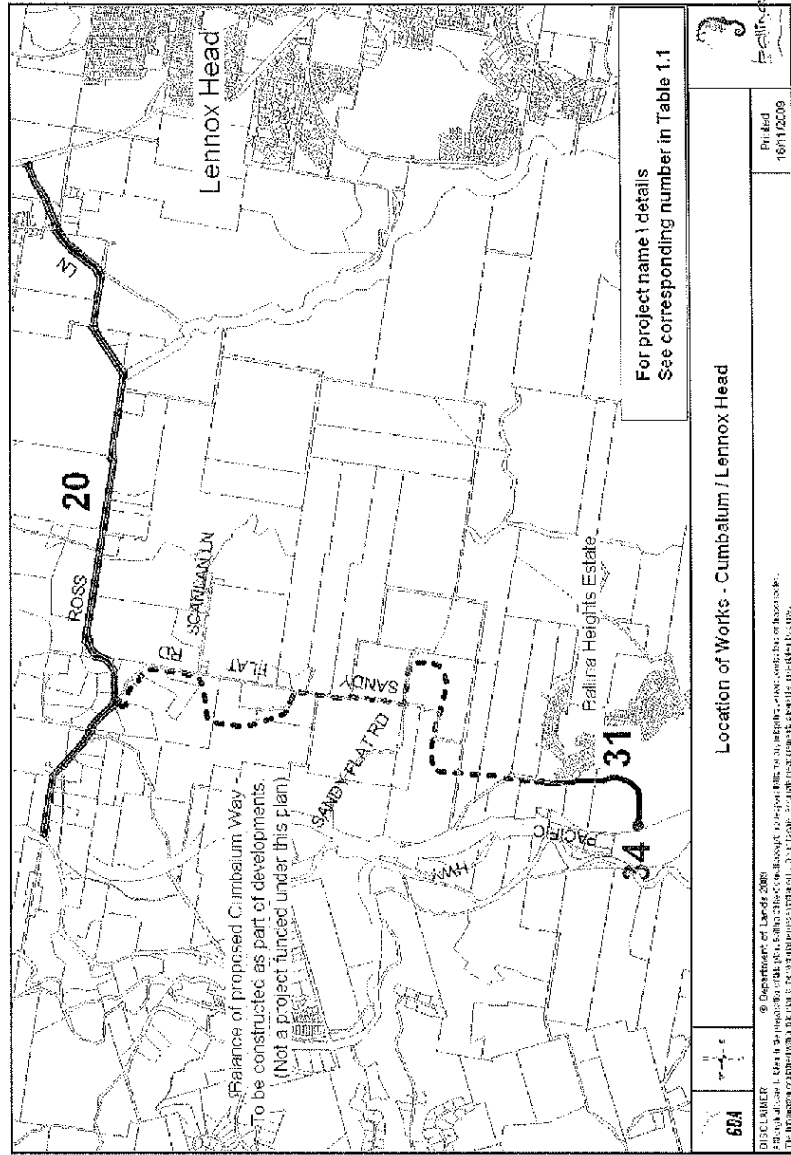 Lennox Head
LN
20
ROSS
SCANLAN LN
RD
FLAT
SANDY
SANDY FLAT RD
Balance of proposed Cumbalum Way -
To be constructed as part of developments.
(Not a project funded under this plan)
Ballina Heights Estate
31
34
PACIFIC
HWY
For project name \ details
See corresponding number in Table 1.1
Location of Works - Cumbalum / Lennox Head
Printed
16/11/2009
ballina
GDA
DISCLAIMER
© Department of Lands 2009